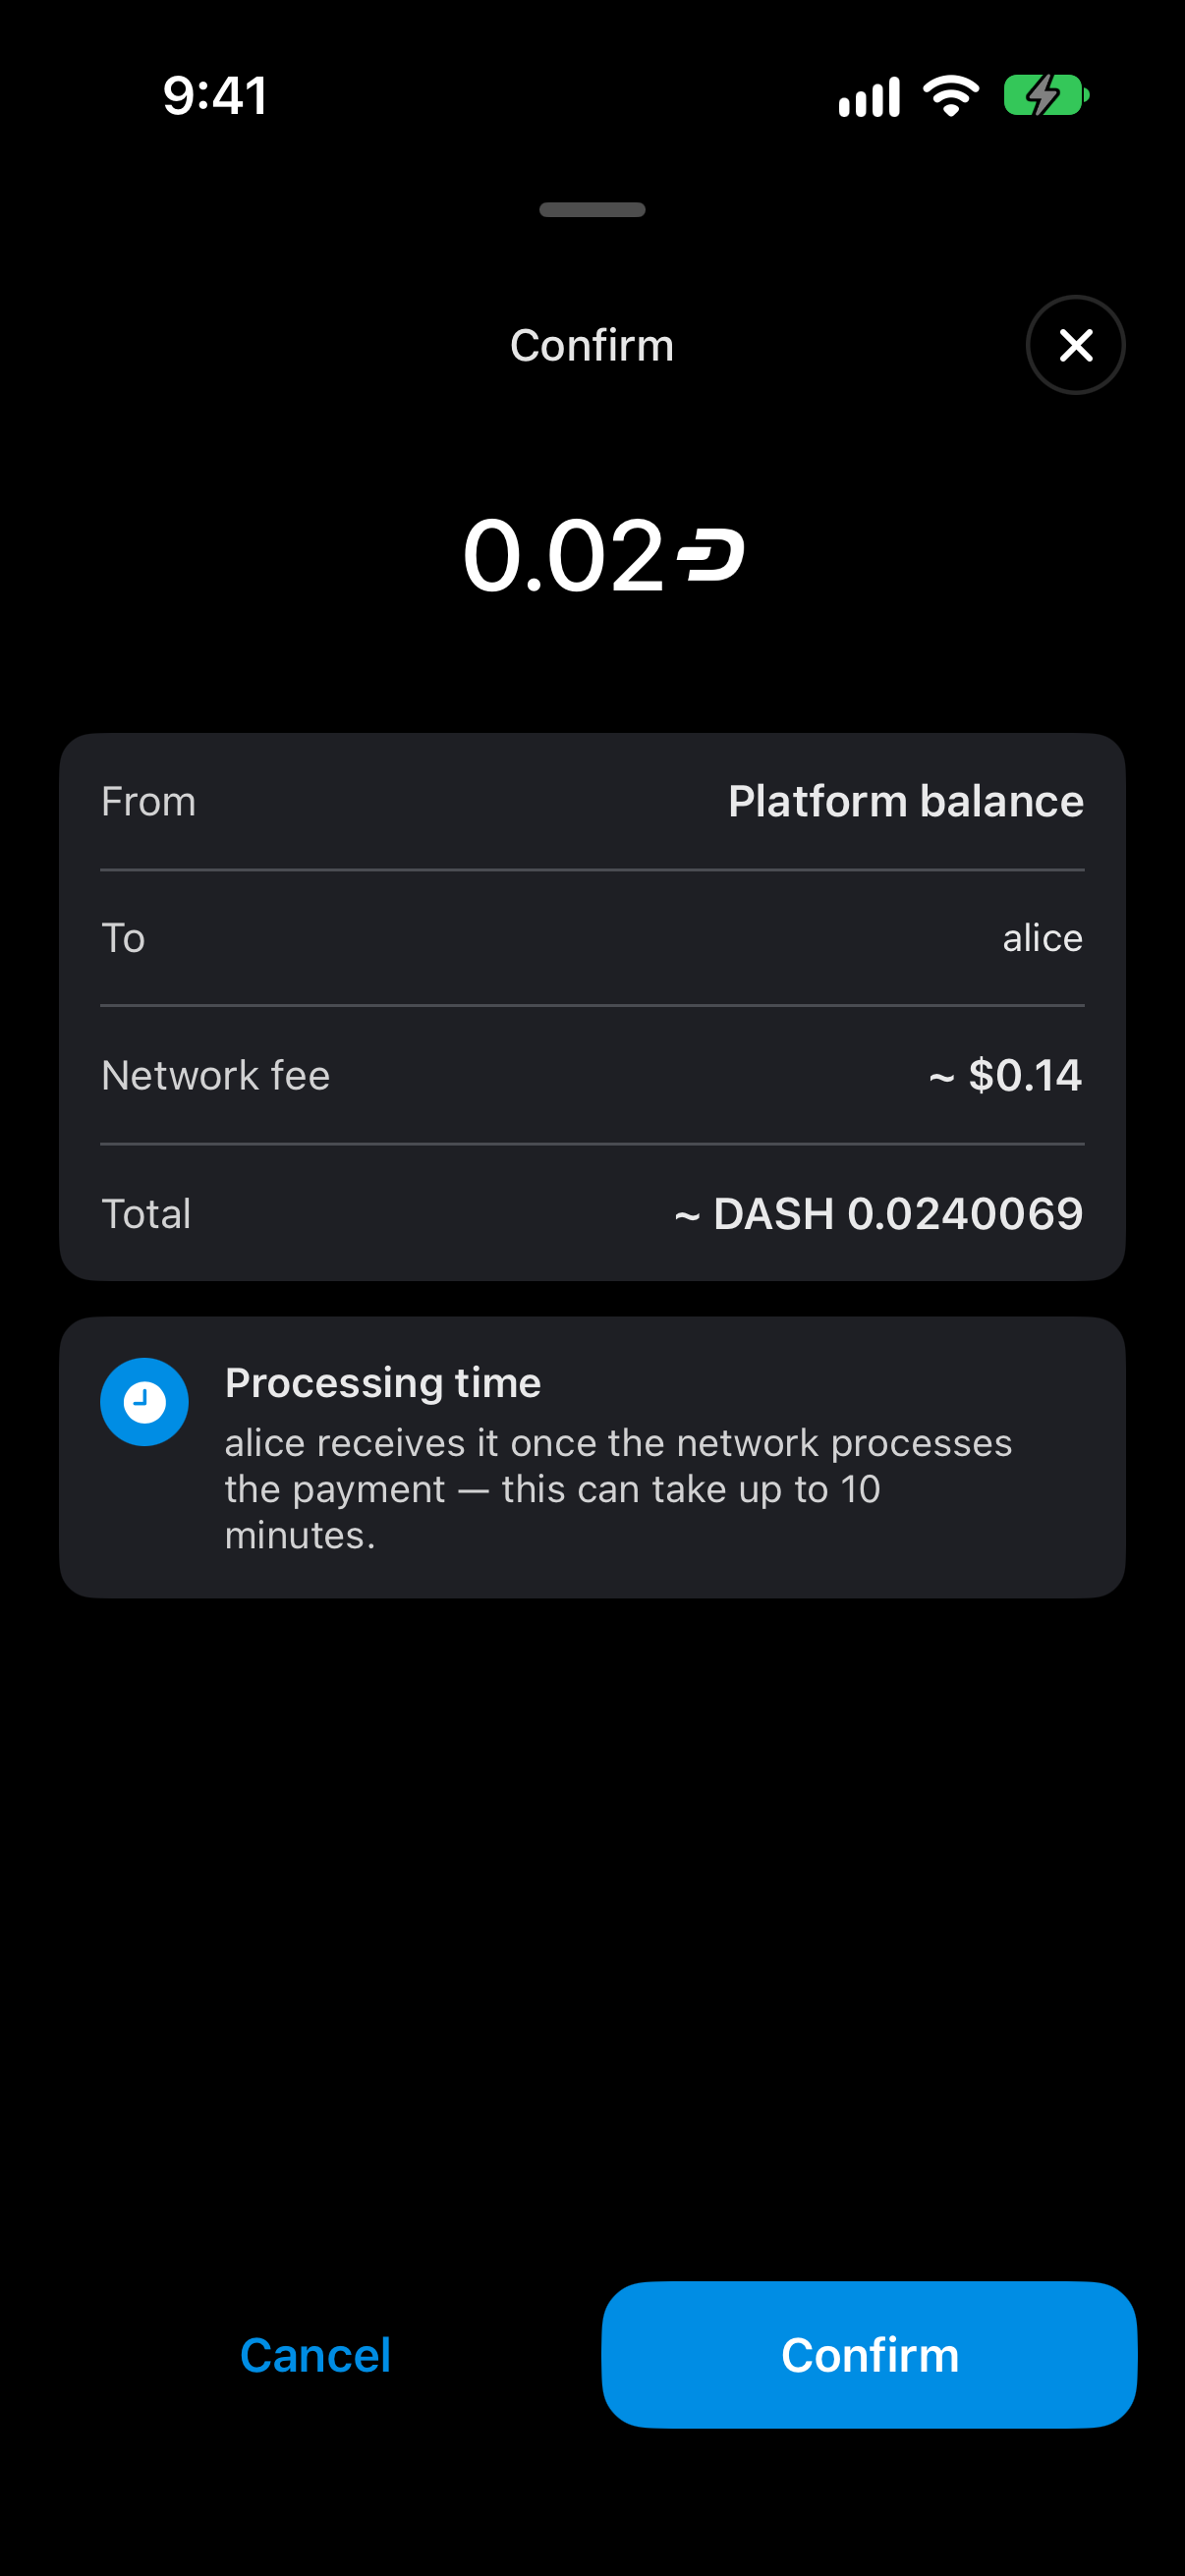 9:41
Confirm
0.02
From
Platform balance
To
alice
Network fee
~ $0.14
Total
~ DASH 0.0240069
Processing time
alice receives it once the network processes
the payment — this can take up to 10
minutes.
Cancel
Confirm